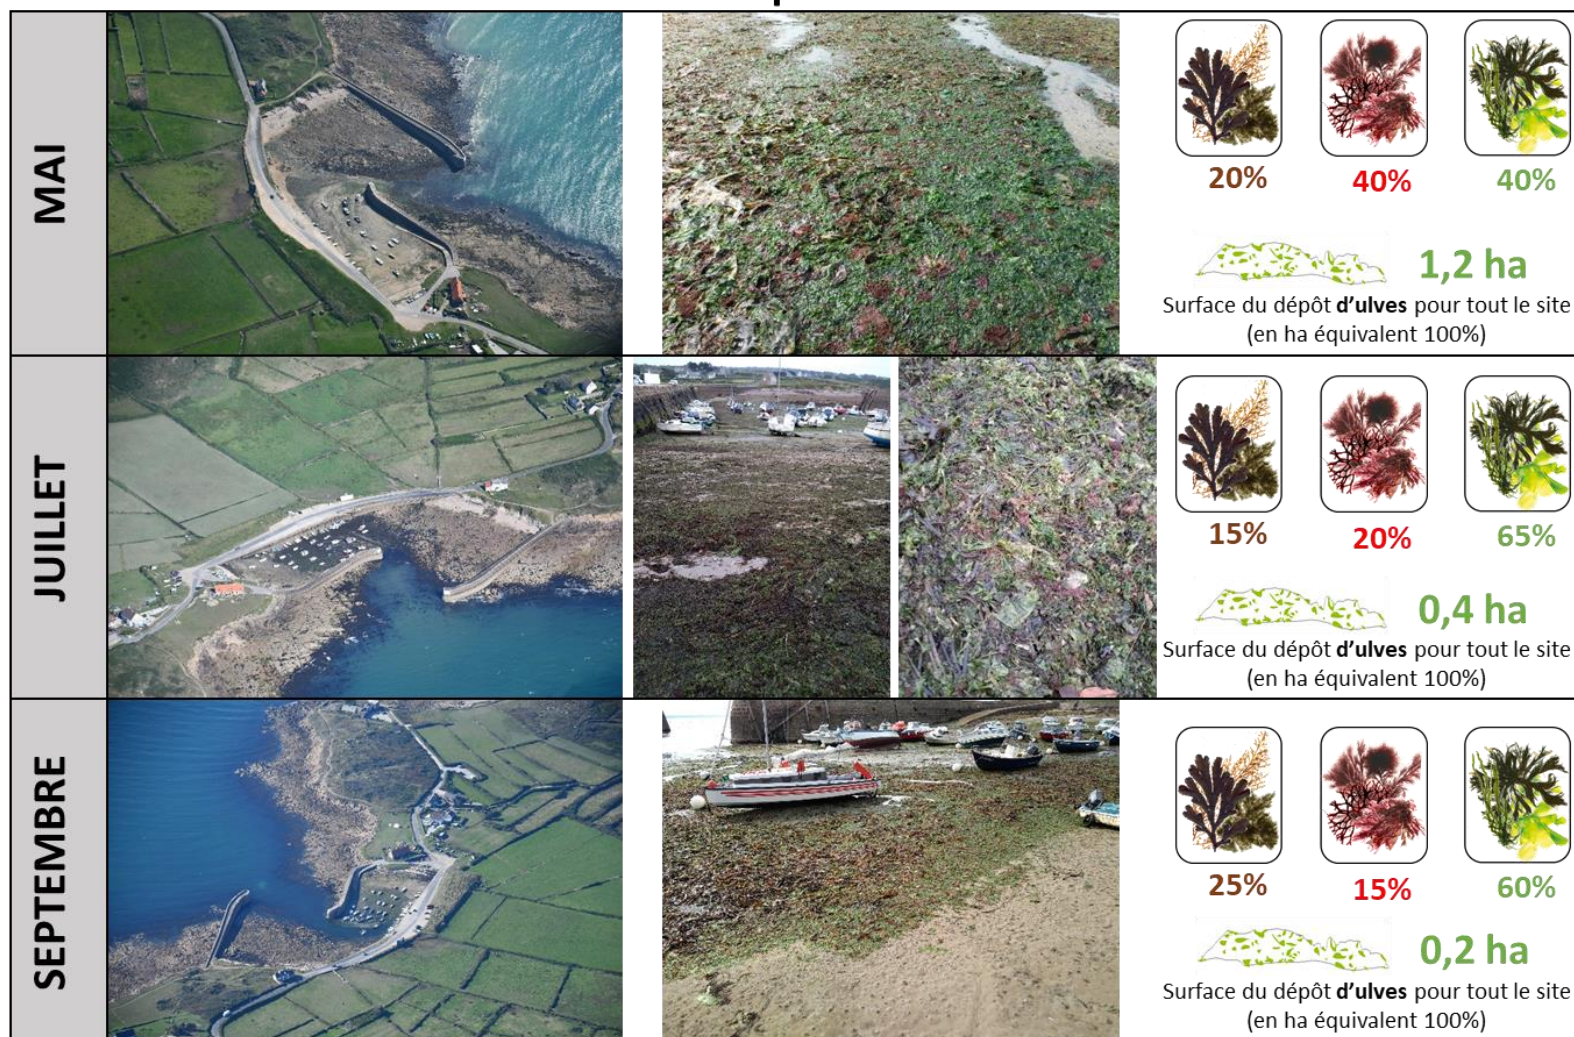 MAI
20% 40% 40%
1,2 ha
Surface du dépôt d'ulves pour tout le site
(en ha équivalent 100%)
JUILLET
15% 20% 65%
0,4 ha
Surface du dépôt d'ulves pour tout le site
(en ha équivalent 100%)
SEPTEMBRE
25% 15% 60%
0,2 ha
Surface du dépôt d'ulves pour tout le site
(en ha équivalent 100%)